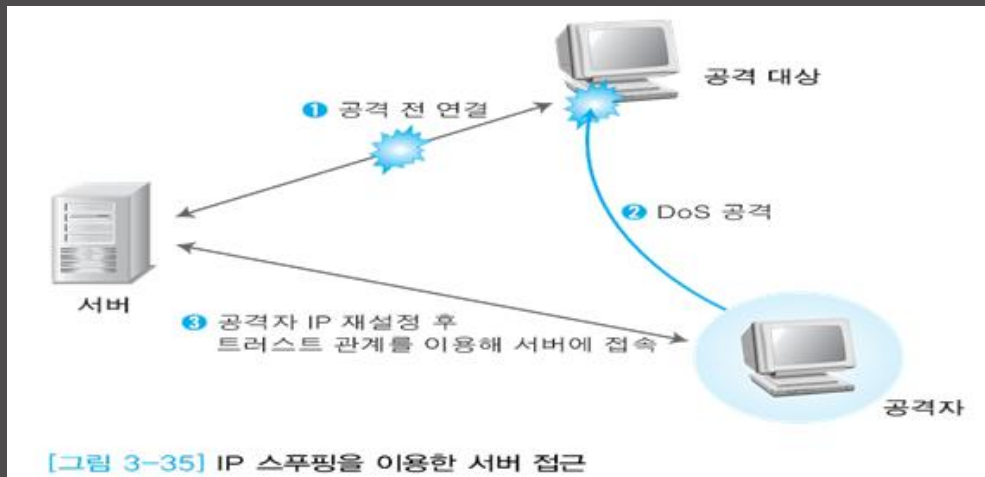 공격 대상
❶ 공격 전 연결
❷ DoS 공격
서버
❸ 공격자 IP 재설정 후
트러스트 관계를 이용해 서버에 접속
공격자
[그림 3-35] IP 스푸핑을 이용한 서버 접근